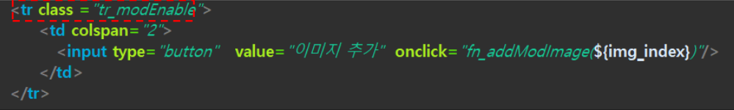 <tr class ="tr_modEnable">
<td colspan="2">
<input type="button" value="이미지 추가" onclick="fn_addModImage(${img_index})"/>
</td>
</tr>